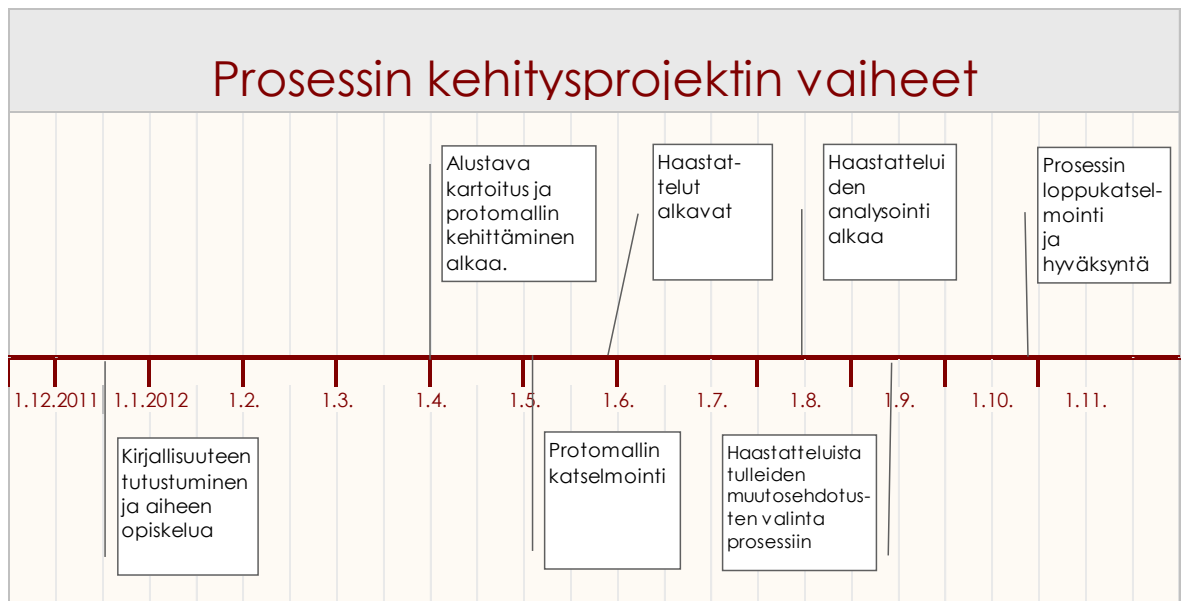 Prosessin kehitysprojektin vaiheet
Alustava
kartoitus ja
protomallin
kehittäminen
alkaa.
Haastat-
telut
alkavat
Haastattelui
den
analysointi
alkaa
Prosessin
loppukatsel-
mointi
ja
hyväksyntä
1.12.2011 1.1.2012 1.2. 1.3. 1.4. 1.5. 1.6. 1.7. 1.8. 1.9. 1.10. 1.11.
Kirjallisuuteen
tutustuminen
ja aiheen
opiskelua
Protomallin
katselmointi
Haastatteluista
tulleiden
muutosehdotus-
ten valinta
prosessiin